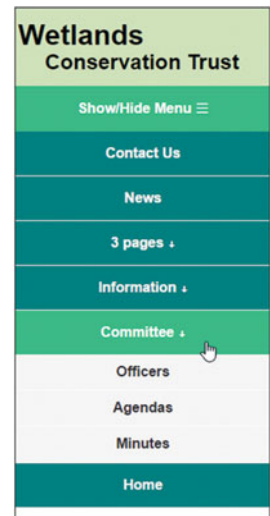 Wetlands
Conservation Trust
Show/Hide Menu ☰
Contact Us
News
3 pages ↓
Information ↓
Committee ↓
Officers
Agendas
Minutes
Home